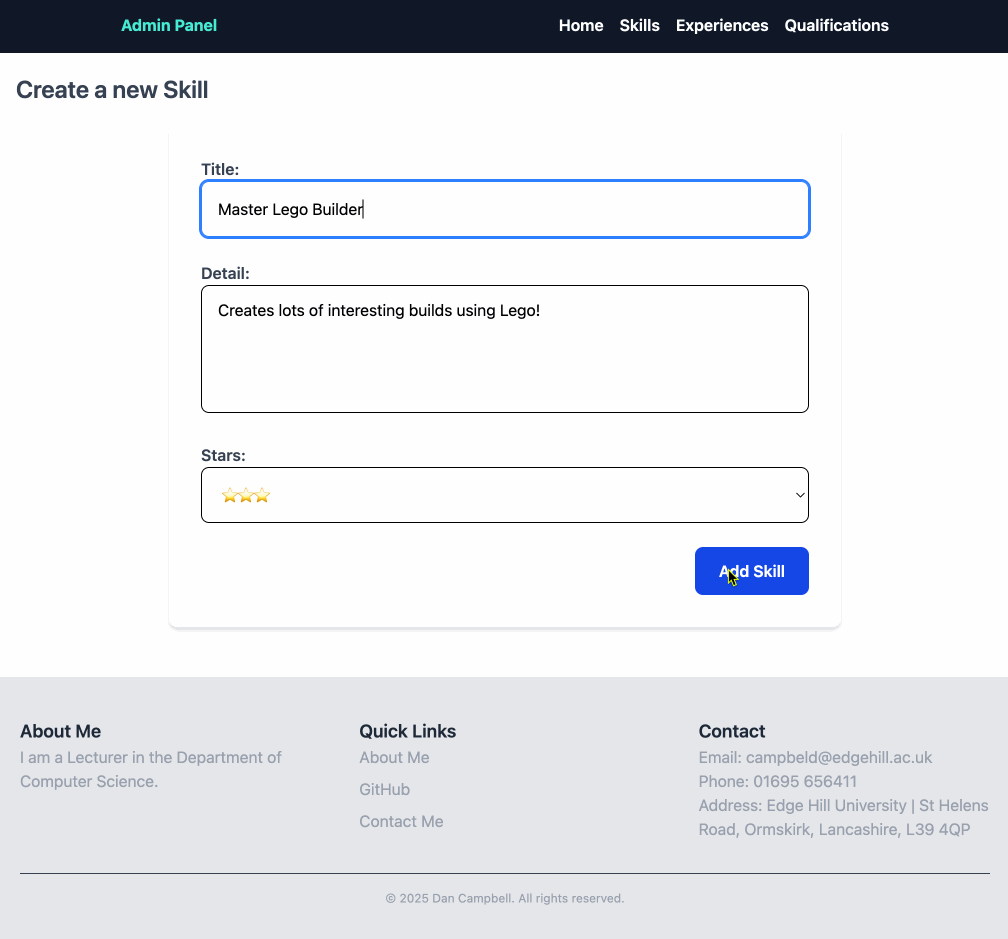 Admin Panel
Home Skills Experiences Qualifications
Create a new Skill
Title:
Master Lego Builder
Detail:
Creates lots of interesting builds using Lego!
Stars:
⭐⭐⭐
Add Skill
About Me
I am a Lecturer in the Department of
Computer Science.
Quick Links
About Me
GitHub
Contact Me
Contact
Email: campbeld@edgehill.ac.uk
Phone: 01695 656411
Address: Edge Hill University | St Helens
Road, Ormskirk, Lancashire, L39 4QP
© 2025 Dan Campbell. All rights reserved.